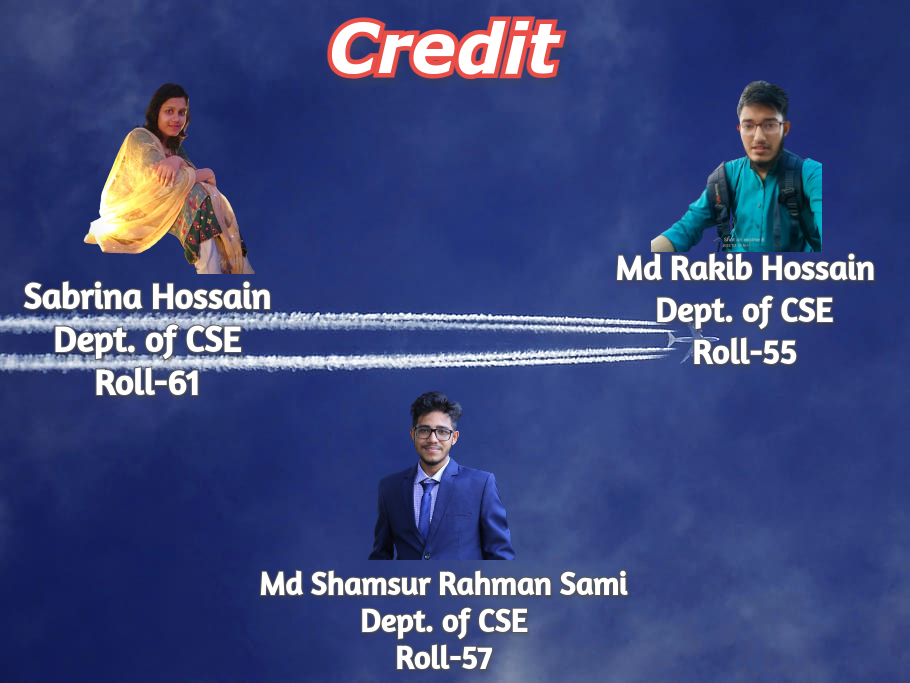 Credit
Sabrina Hossain
Dept. of CSE
Roll-61
Md Rakib Hossain
Dept. of CSE
Roll-55
Md Shamsur Rahman Sami
Dept. of CSE
Roll-57